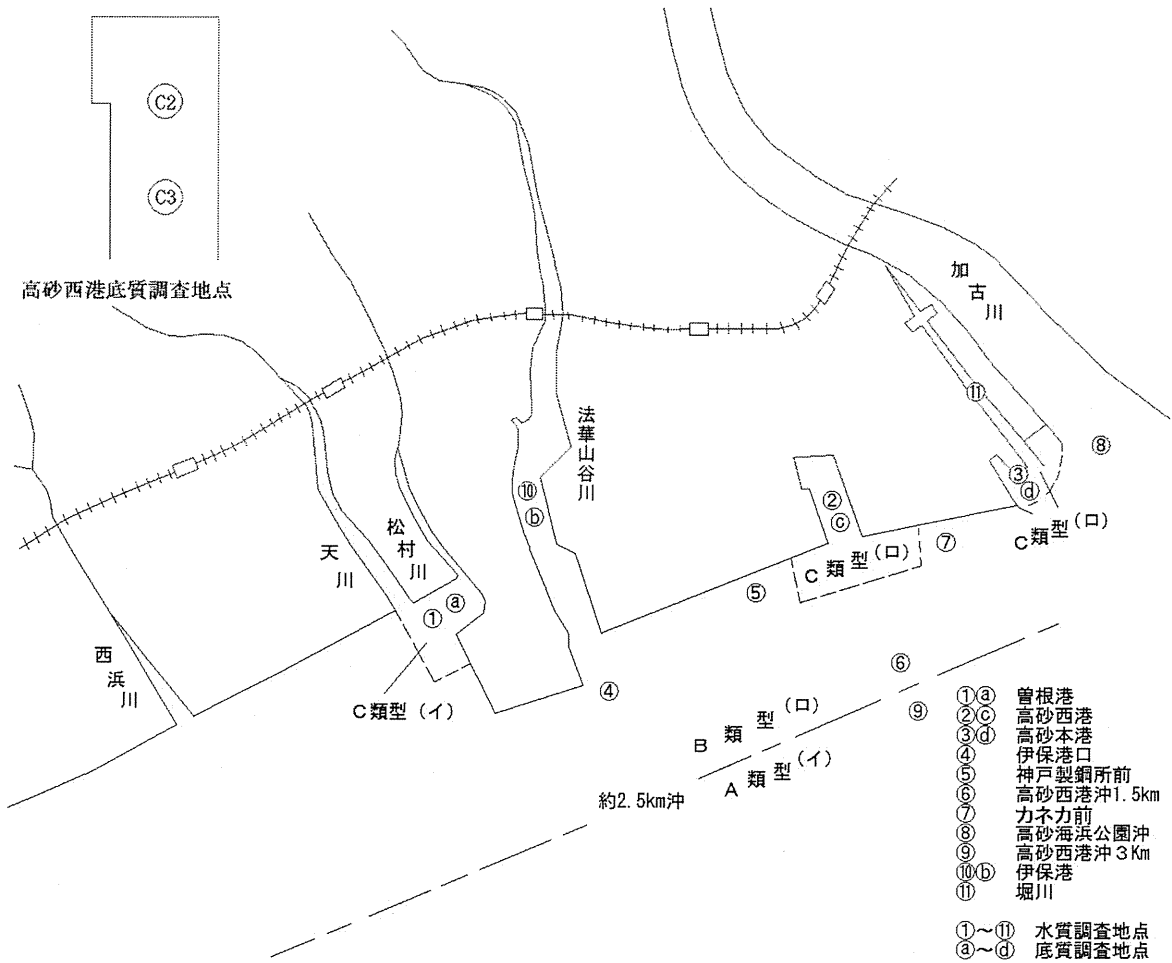 C2
C3
高砂西港底質調査地点
加古川
法華山谷川
松村川
天川
西浜川
⑪
⑧
③
ⓓ
C類型(ロ)
②
ⓒ
C類型(ロ)
⑦
⑩
ⓑ
⑤
①
ⓐ
C類型(イ)
④
⑥
⑨
B類型(ロ)
A類型(イ)
約2.5km沖
①ⓐ 曽根港
②ⓒ 高砂西港
③ⓓ 高砂本港
④ 伊保港口
⑤ 神戸製鋼所前
⑥ 高砂西港沖1.5km
⑦ カネカ前
⑧ 高砂海浜公園沖
⑨ 高砂西港沖3Km
⑩ⓑ 伊保港
⑪ 堀川
①~⑪ 水質調査地点
ⓐ~ⓓ 底質調査地点